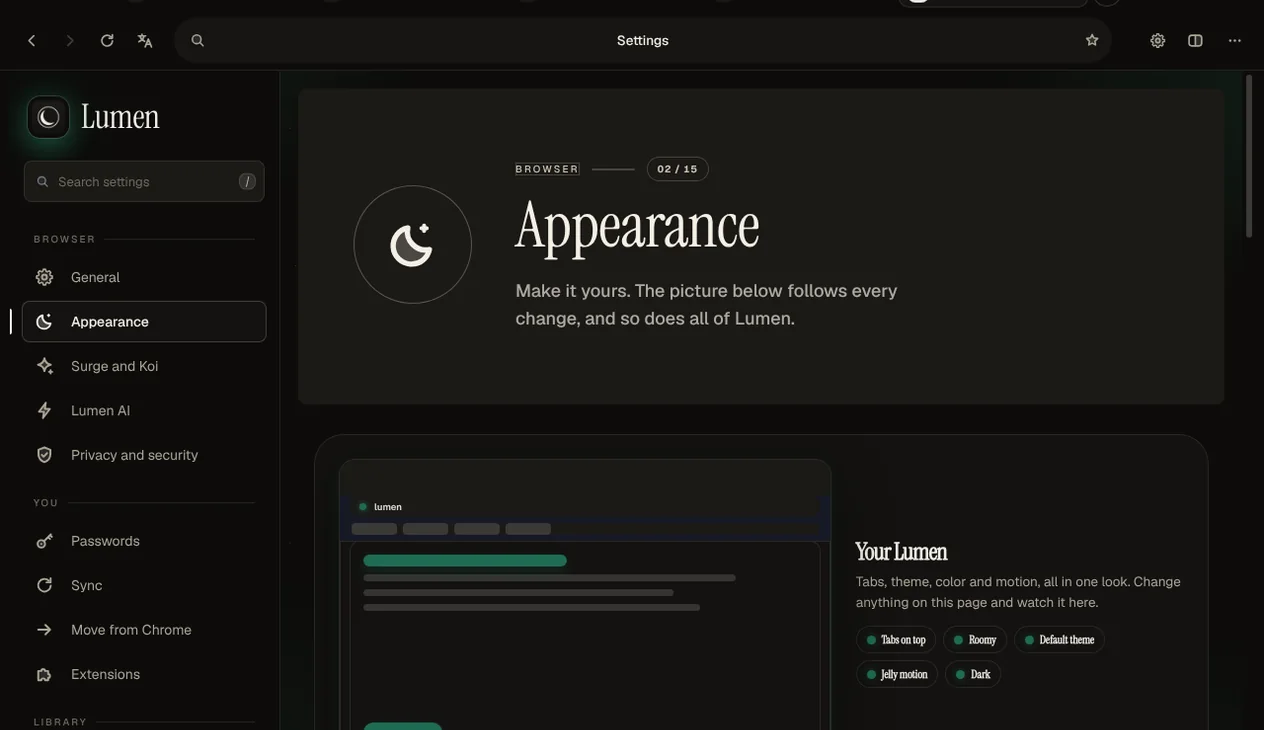 Settings
Lumen
Search settings /
BROWSER
General
Appearance
Surge and Koi
Lumen AI
Privacy and security
YOU
Passwords
Sync
Move from Chrome
Extensions
LIBRARY
BROWSER 02 / 15
Appearance
Make it yours. The picture below follows every
change, and so does all of Lumen.
lumen
Your Lumen
Tabs, theme, color and motion, all in one look. Change
anything on this page and watch it here.
Tabs on top Roomy Default theme
Jelly motion Dark